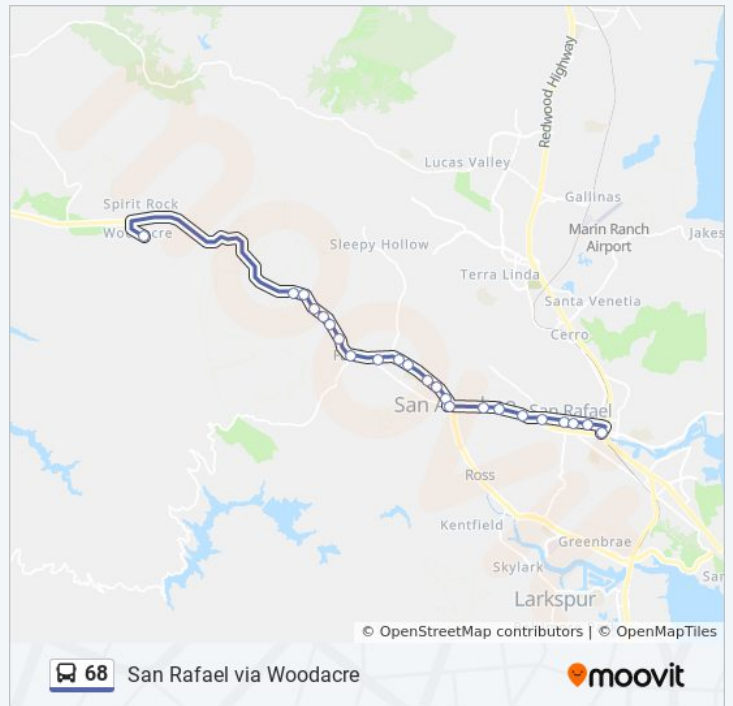 Redwood Highway
Lucas Valley
Gallinas
Spirit Rock
Woodacre
Marin Ranch
Airport
Jakes
Sleepy Hollow
Terra Linda
Santa Venetia
Cerro
San A
San Rafael
Ross
Kentfield
Greenbrae
Skylark
San
Larkspur
moovit
© OpenStreetMap contributors | © OpenMapTiles
68 San Rafael via Woodacre
moovit